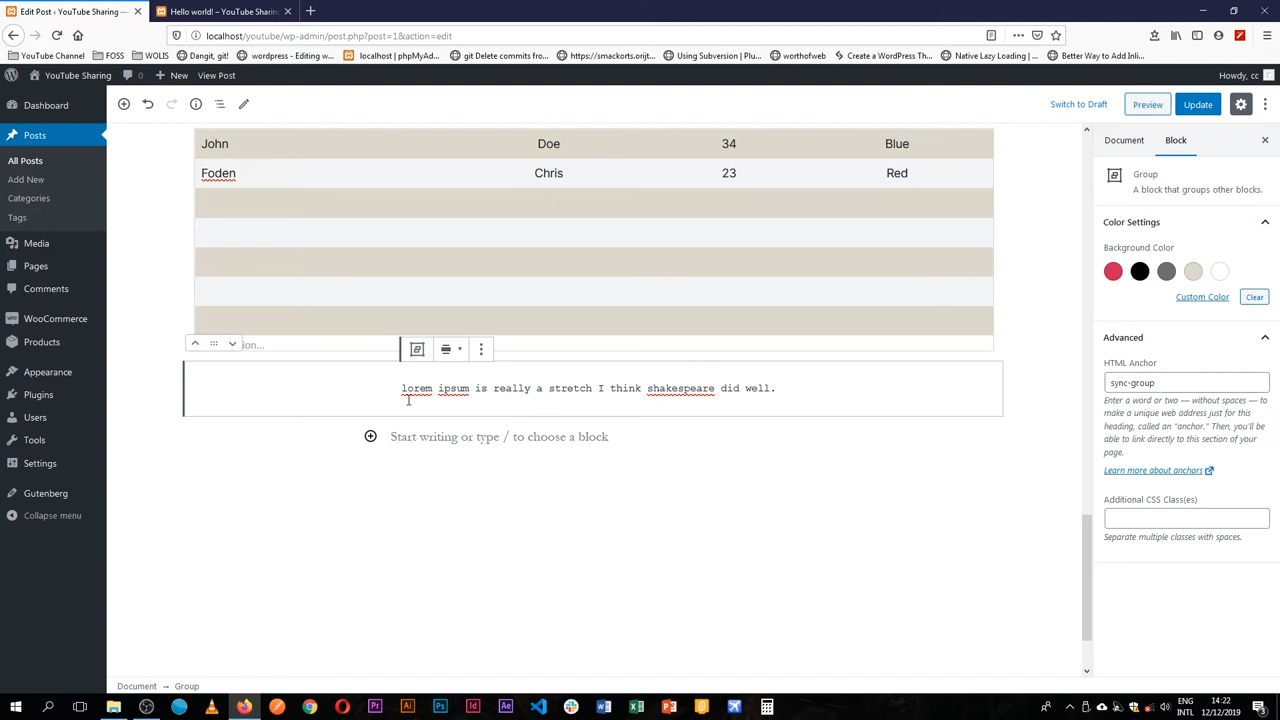 Edit Post ‹ YouTube Sharing —
Hello world! – YouTube Sharing
localhost/youtube/wp-admin/post.php?post=1&action=edit
YouTube Channel
FOSS
WOLIS
Dangit, git!
wordpress - Editing w...
localhost | phpMyAd...
git Delete commits fro...
https://smackorts.orijt...
Using Subversion | Pl...
worthofweb
Create a WordPress T...
Native Lazy Loading |...
Better Way to Add Inli...
YouTube Sharing
0
New
View Post
Howdy, cc
Dashboard
Posts
All Posts
Add New
Categories
Tags
Media
Pages
Comments
WooCommerce
Products
Appearance
Plugins
Users
Tools
Settings
Gutenberg
Collapse menu
Switch to Draft
Preview
Update
John Doe 34 Blue
Foden Chris 23 Red
ion...
lorem ipsum is really a stretch I think shakespeare did well.
Start writing or type / to choose a block
Document → Group
Document
Block
Group
A block that groups other blocks.
Color Settings
Background Color
Custom Color
Clear
Advanced
HTML Anchor
sync-group
Enter a word or two — without spaces — to
make a unique web address just for this
heading, called an “anchor.” Then, you’ll be
able to link directly to this section of your
page.
Learn more about anchors
Additional CSS Class(es)
Separate multiple classes with spaces.
ENG
INTL
14:22
12/12/2019